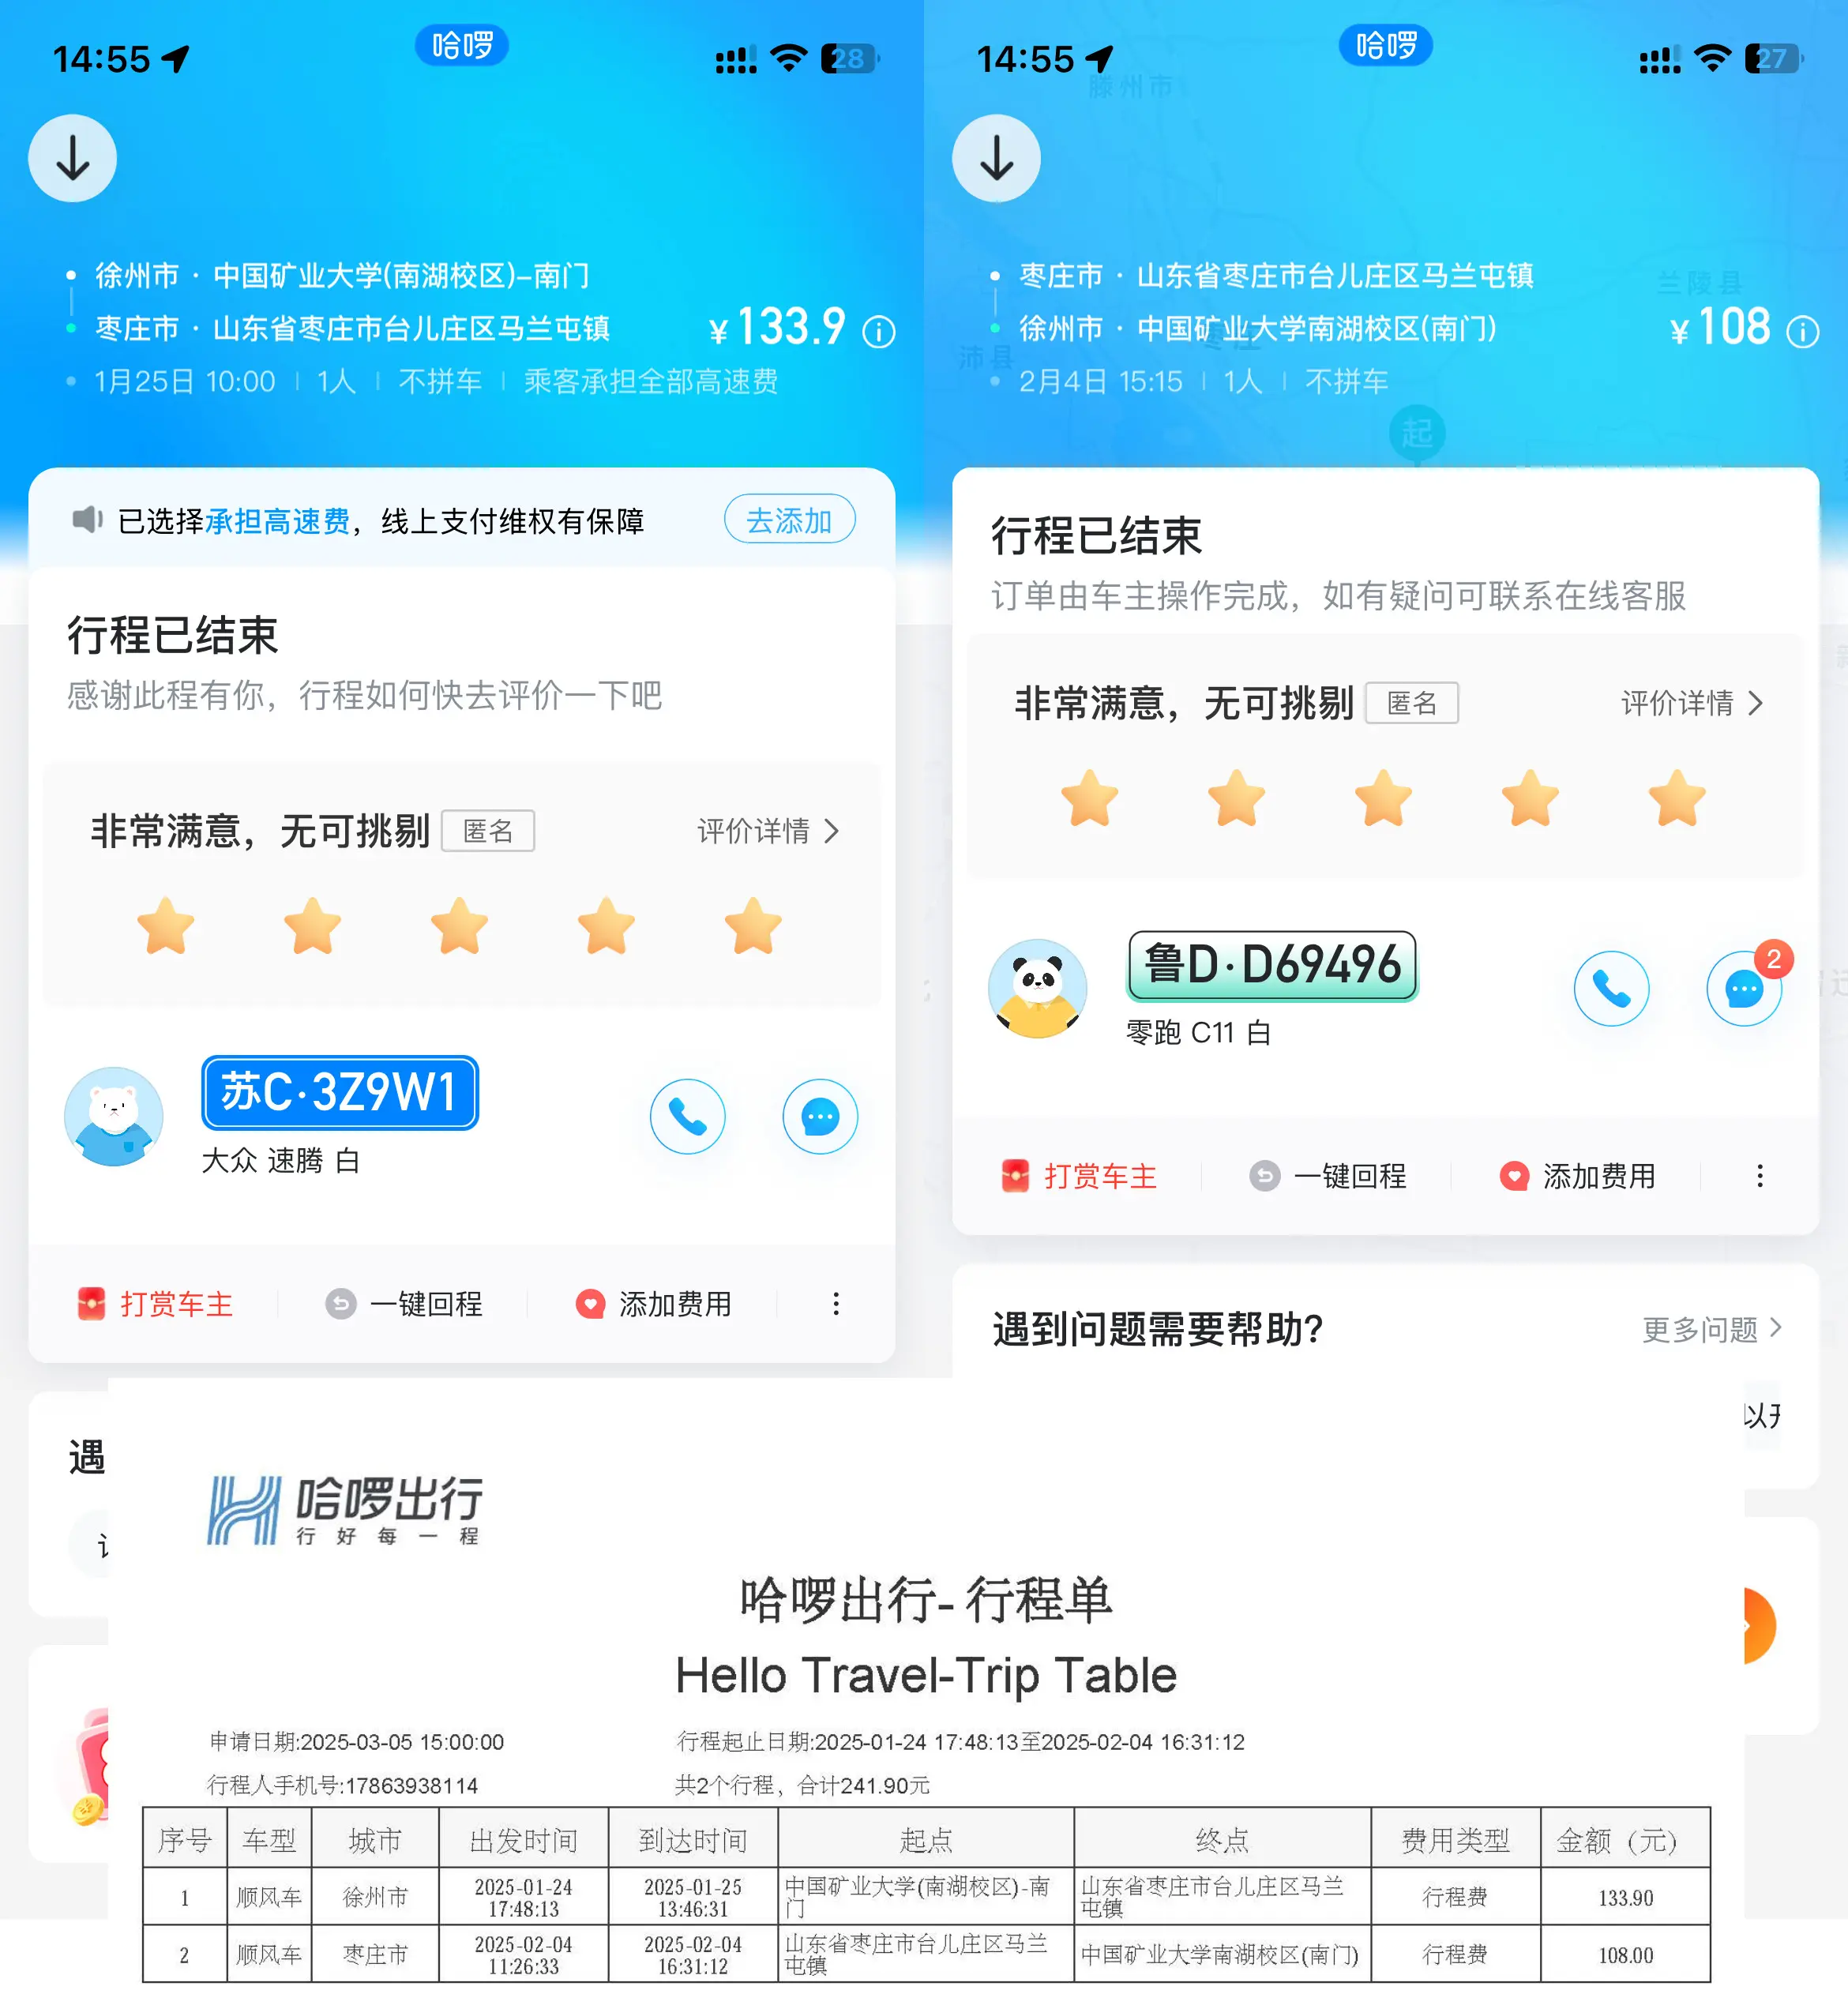 14:55
哈啰
28
徐州市 · 中国矿业大学(南湖校区)-南门
枣庄市 · 山东省枣庄市台儿庄区马兰屯镇
¥133.9
1月25日 10:00 | 1人 | 不拼车 | 乘客承担全部高速费
已选择承担高速费，线上支付维权有保障
去添加
行程已结束
感谢此程有你，行程如何快去评价一下吧
非常满意，无可挑剔
匿名
评价详情
苏C·3Z9W1
大众 速腾 白
打赏车主
一键回程
添加费用
遇
14:55
哈啰
27
滕州市
兰陵县
枣庄市 · 山东省枣庄市台儿庄区马兰屯镇
徐州市 · 中国矿业大学南湖校区(南门)
¥108
枣庄
沛县
2月4日 15:15 | 1人 | 不拼车
起
行程已结束
订单由车主操作完成，如有疑问可联系在线客服
非常满意，无可挑剔
匿名
评价详情
鲁D·D69496
2
零跑 C11 白
打赏车主
一键回程
添加费用
遇到问题需要帮助?
更多问题
哈啰出行
行好每一程
哈啰出行- 行程单
Hello Travel-Trip Table
申请日期:2025-03-05 15:00:00
行程起止日期:2025-01-24 17:48:13至2025-02-04 16:31:12
行程人手机号:17863938114
共2个行程，合计241.90元
序号 车型 城市 出发时间 到达时间 起点 终点 费用类型 金额（元）
1 顺风车 徐州市 2025-01-24 17:48:13 2025-01-25 13:46:31 中国矿业大学(南湖校区)-南门 山东省枣庄市台儿庄区马兰屯镇 行程费 133.90
2 顺风车 枣庄市 2025-02-04 11:26:33 2025-02-04 16:31:12 山东省枣庄市台儿庄区马兰屯镇 中国矿业大学南湖校区(南门) 行程费 108.00